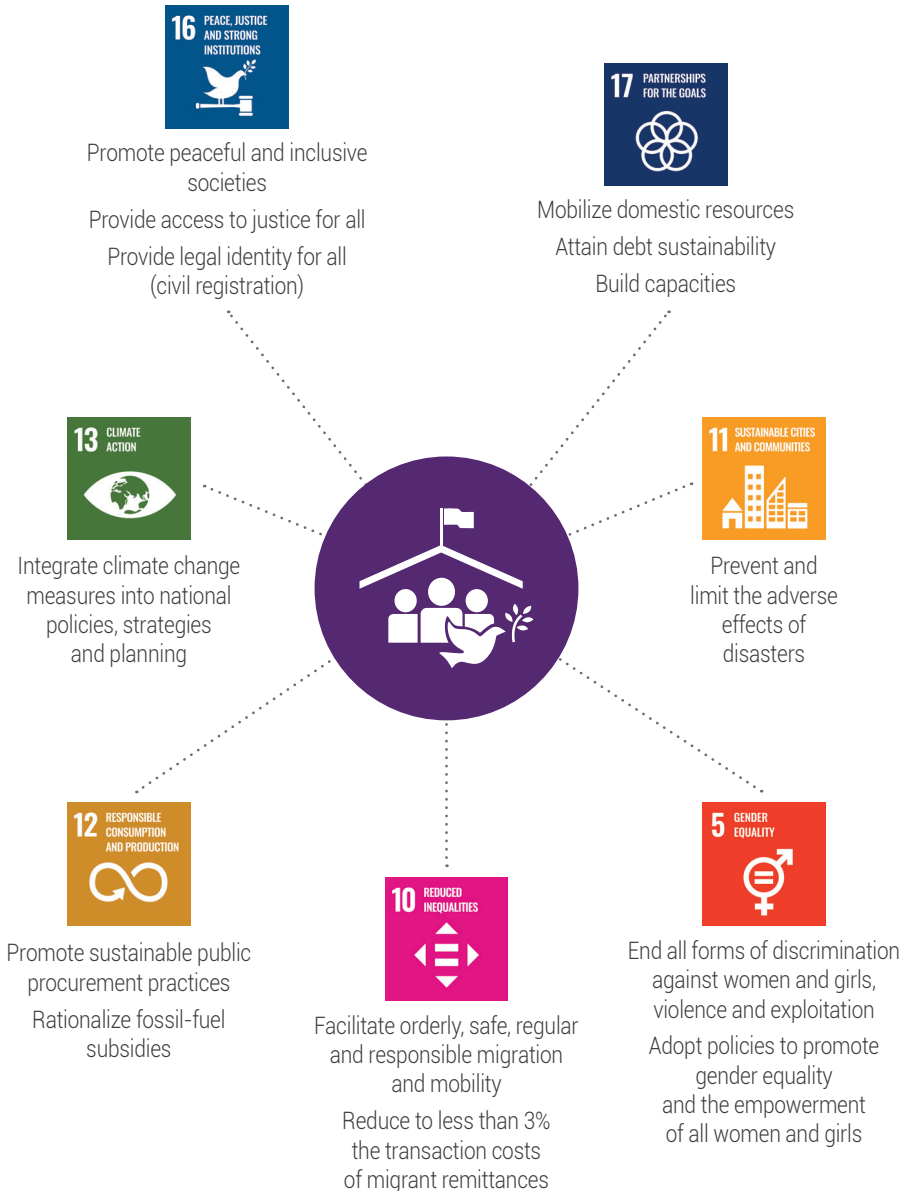 16 PEACE, JUSTICE
AND STRONG
INSTITUTIONS
Promote peaceful and inclusive
societies
Provide access to justice for all
Provide legal identity for all
(civil registration)
17 PARTNERSHIPS
FOR THE GOALS
Mobilize domestic resources
Attain debt sustainability
Build capacities
13 CLIMATE
ACTION
Integrate climate change
measures into national
policies, strategies
and planning
11 SUSTAINABLE CITIES
AND COMMUNITIES
Prevent and
limit the adverse
effects of
disasters
12 RESPONSIBLE
CONSUMPTION
AND PRODUCTION
Promote sustainable public
procurement practices
Rationalize fossil-fuel
subsidies
10 REDUCED
INEQUALITIES
Facilitate orderly, safe, regular
and responsible migration
and mobility
Reduce to less than 3%
the transaction costs
of migrant remittances
5 GENDER
EQUALITY
End all forms of discrimination
against women and girls,
violence and exploitation
Adopt policies to promote
gender equality
and the empowerment
of all women and girls